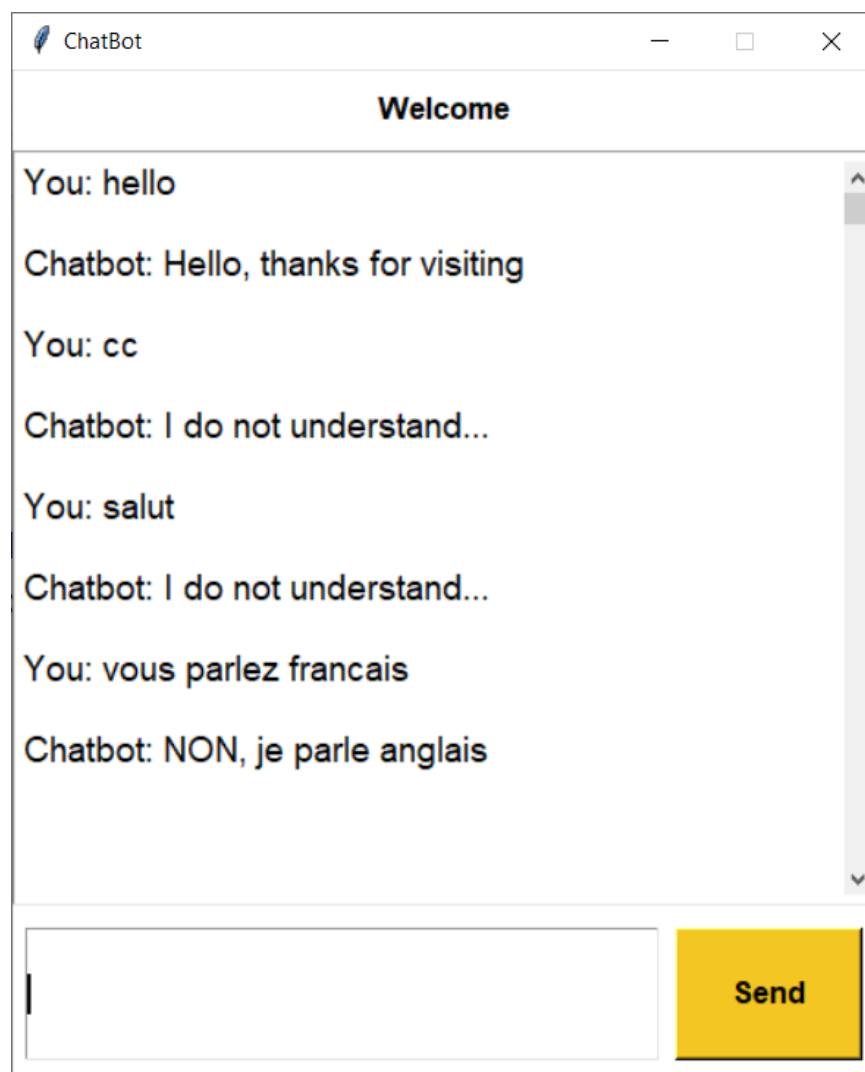 ChatBot
Welcome
You: hello
Chatbot: Hello, thanks for visiting
You: cc
Chatbot: I do not understand...
You: salut
Chatbot: I do not understand...
You: vous parlez francais
Chatbot: NON, je parle anglais
Send